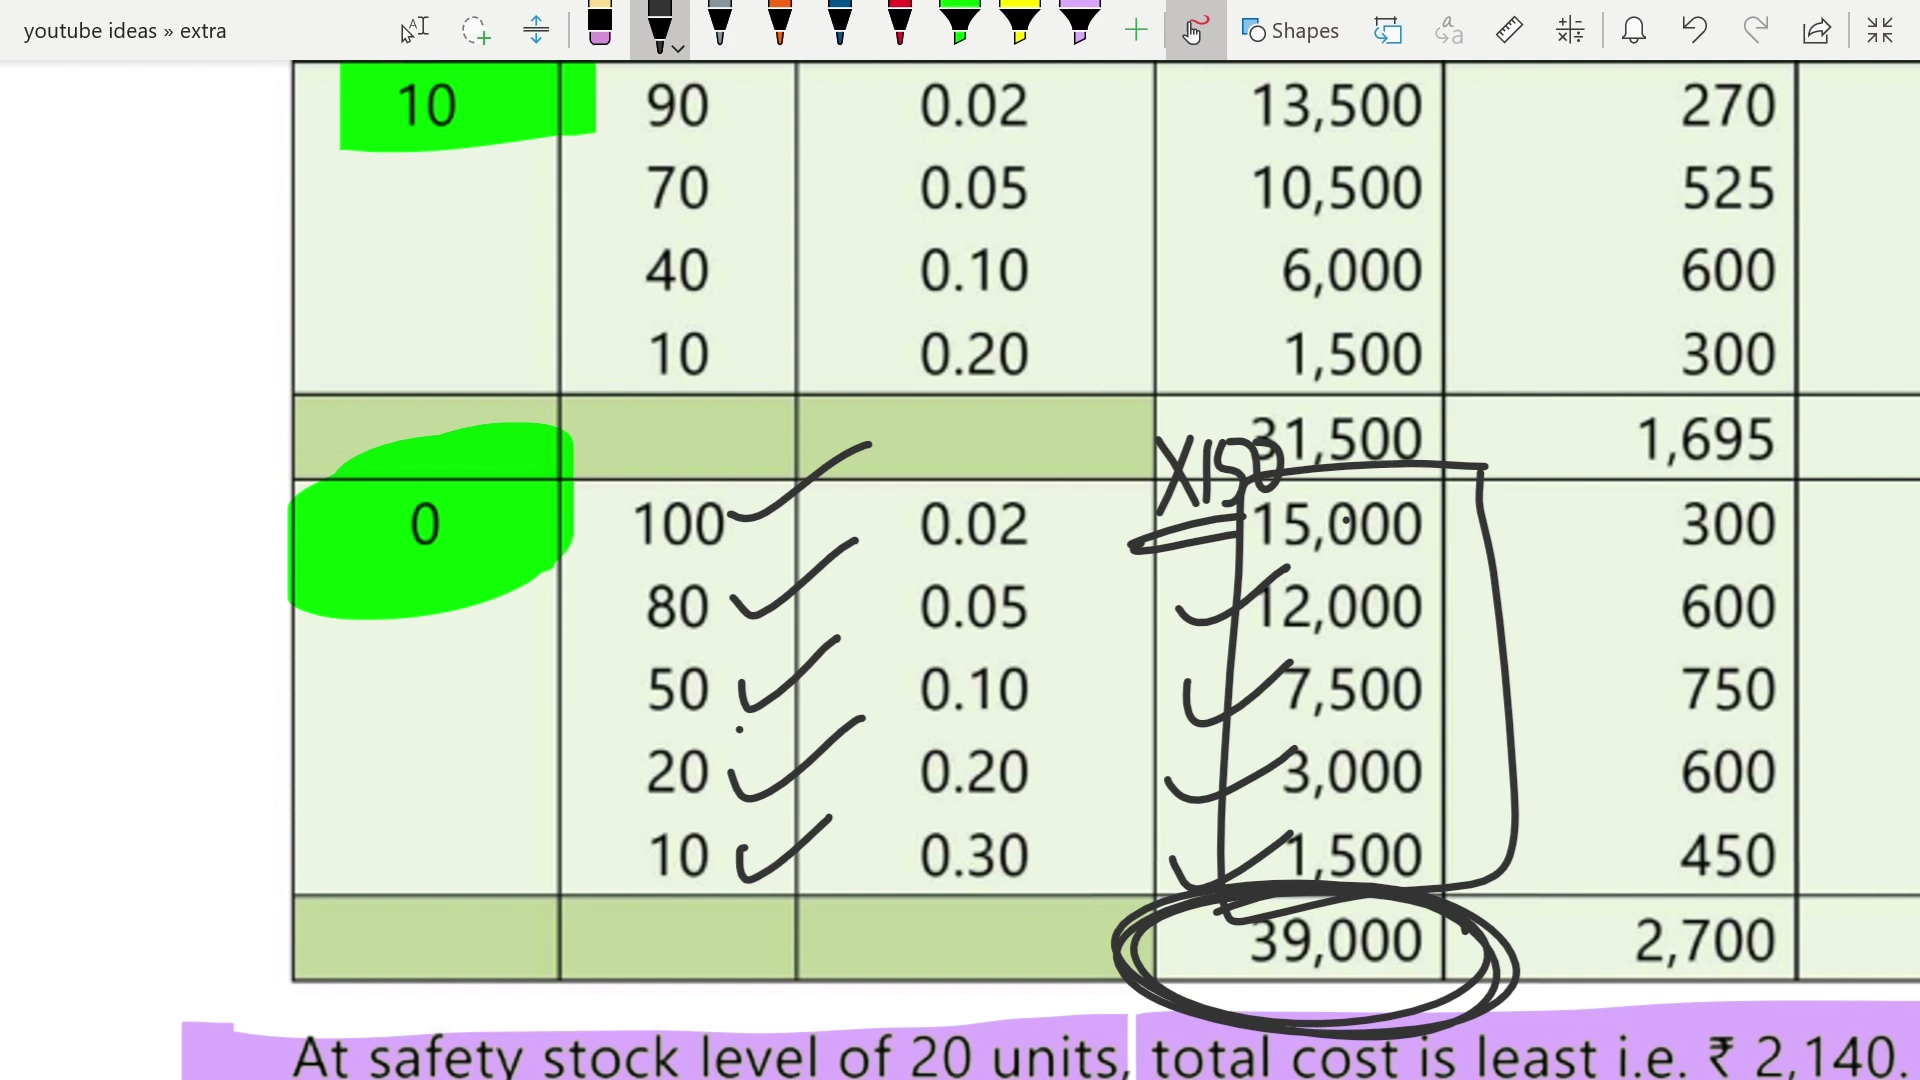 youtube ideas » extra
Shapes
10 90 0.02 13,500 270
70 0.05 10,500 525
40 0.10 6,000 600
10 0.20 1,500 300
31,500 1,695
X150
0 100 0.02 15,000 300
80 0.05 12,000 600
50 0.10 7,500 750
20 0.20 3,000 600
10 0.30 1,500 450
39,000 2,700
At safety stock level of 20 units, total cost is least i.e. ₹ 2,140.